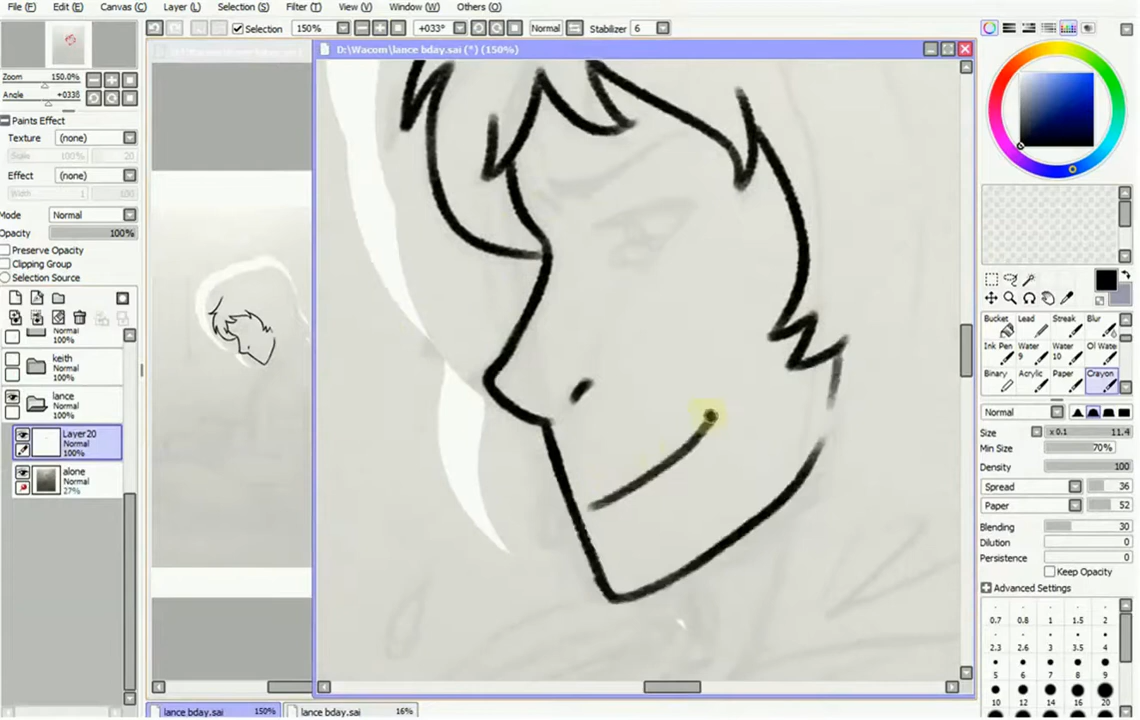 File (F) Edit (E) Canvas (C) Layer (L) Selection (S) Filter (T) View (V) Window (W) Others (O)
Selection 150% +033° Normal Stabilizer 6
D:\Wacom\lance bday.sai (*) (150%)
Zoom 150.0%
Angle +033ß
Paints Effect
Texture (none)
Scale 100% 20
Effect (none)
Width 1 100
Mode Normal
Opacity 100%
Preserve Opacity
Clipping Group
Selection Source
Normal
100%
keith
Normal
100%
lance
Normal
100%
Layer20
Normal
100%
alone
Normal
27%
Bucket Lead Streak Blur
Ink Pen Water 9 Water 10 Oil Wate
Binary Acrylic Paper Crayon
Normal
Size x 0.1 11.4
Min Size 70%
Density 100
Spread 36
Paper 52
Blending 30
Dilution 0
Persistence 0
Keep Opacity
Advanced Settings
0.7 0.8 1 1.5 2
2.3 2.6 3 3.5 4
5 6 7 8 9
10 12 14 16 20
lance bday.sai 150% lance bday.sai 16%